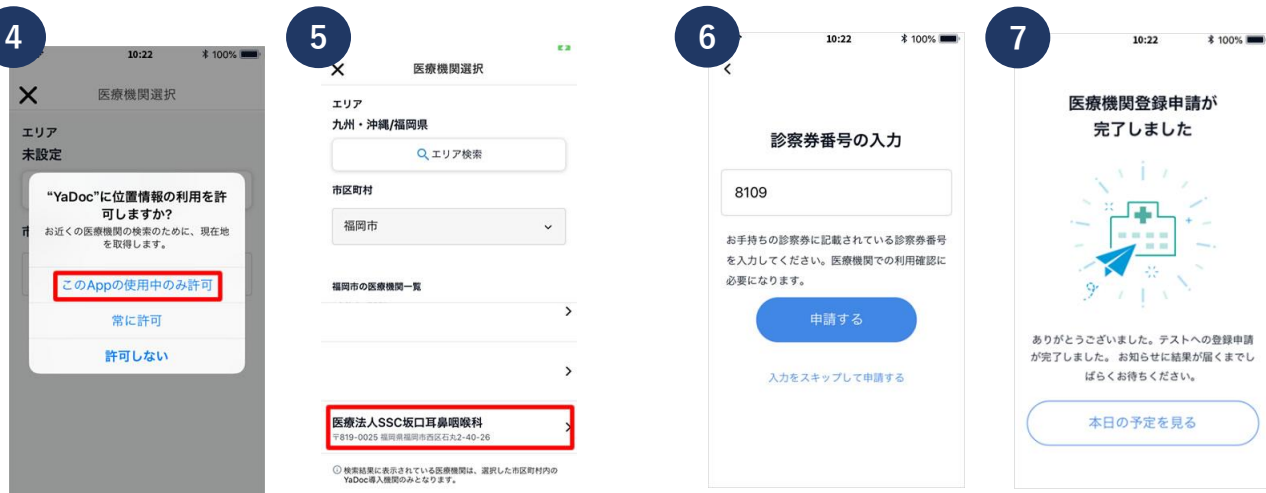 4
10:22
100%
医療機関選択
エリア
未設定
“YaDoc”に位置情報の利用を許
可しますか?
お近くの医療機関の検索のために、現在地
を取得します。
市
このAppの使用中のみ許可
常に許可
許可しない
5
医療機関選択
エリア
九州・沖縄/福岡県
エリア検索
市区町村
福岡市
福岡市の医療機関一覧
医療法人SSC坂口耳鼻咽喉科
〒819-0025 福岡県福岡市西区石丸2-40-26
検索結果に表示されている医療機関は、選択した市区町村内の
YaDoc導入機関のみとなります。
6
10:22
100%
診察券番号の入力
8109
お手持ちの診察券に記載されている診察券番号
を入力してください。医療機関での利用確認に
必要になります。
申請する
入力をスキップして申請する
7
10:22
100%
医療機関登録申請が
完了しました
ありがとうございました。テストへの登録申請
が完了しました。 お知らせに結果が届くまでし
ばらくお待ちください。
本日の予定を見る